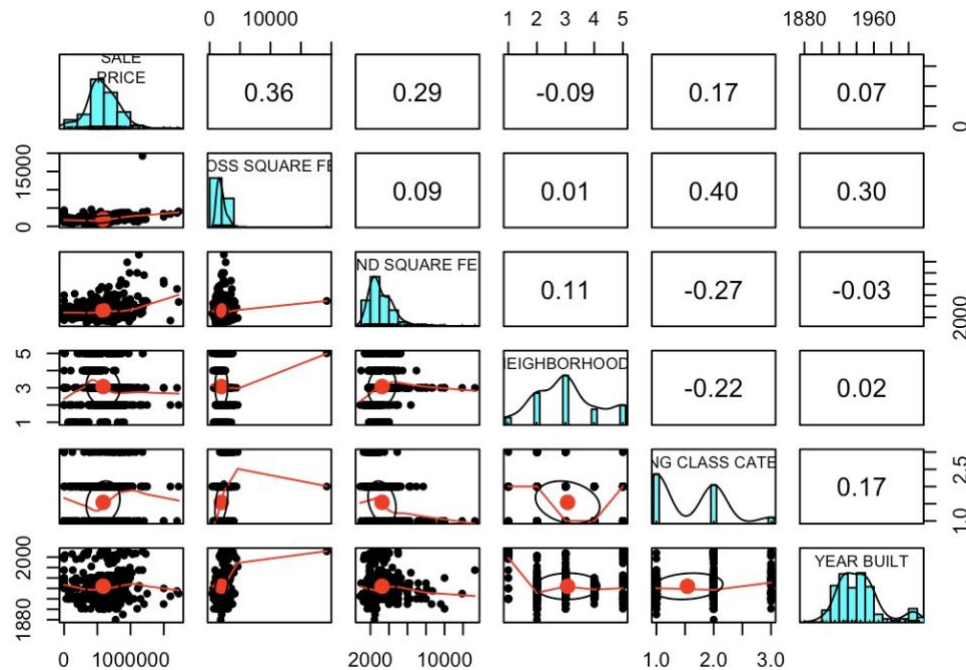 0 10000 1 2 3 4 5 1880 1960
SALE
PRICE
0.36 0.29 -0.09 0.17 0.07
0
15000
0
OSS SQUARE FE
0.09 0.01 0.40 0.30
ND SQUARE FE
0.11 -0.27 -0.03
2000
5
3
1
NEIGHBORHOOD
-0.22 0.02
NG CLASS CATE
0.17
2.5
1.0
2000
1880
YEAR BUILT
0 1000000 2000 10000 1.0 2.0 3.0